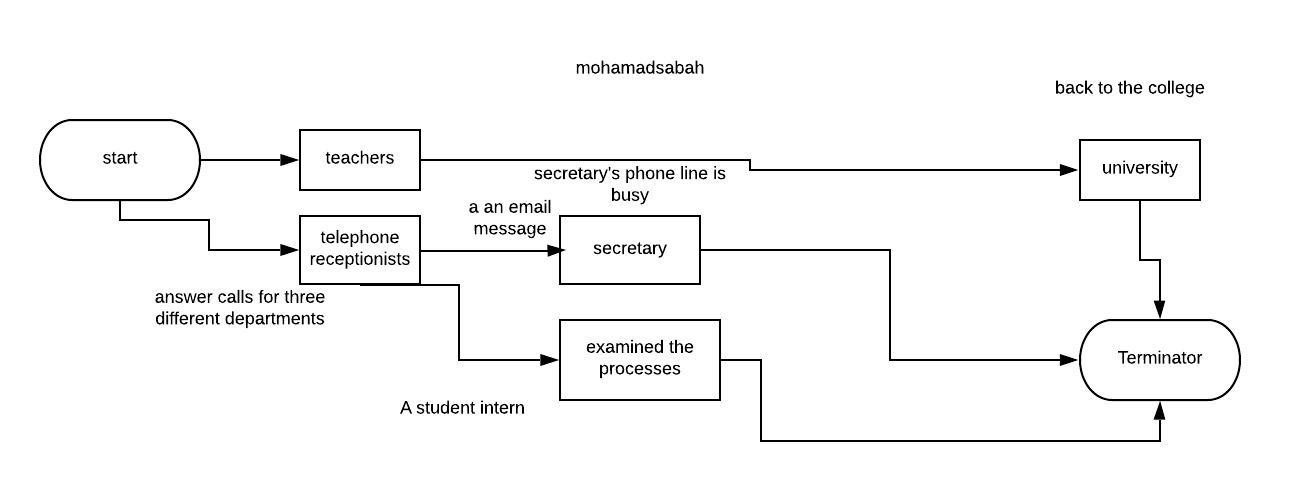 mohamadsabah
back to the college
start
teachers
university
secretary's phone line is
busy
a an email
message
telephone
receptionists
secretary
answer calls for three
different departments
examined the
processes
Terminator
A student intern